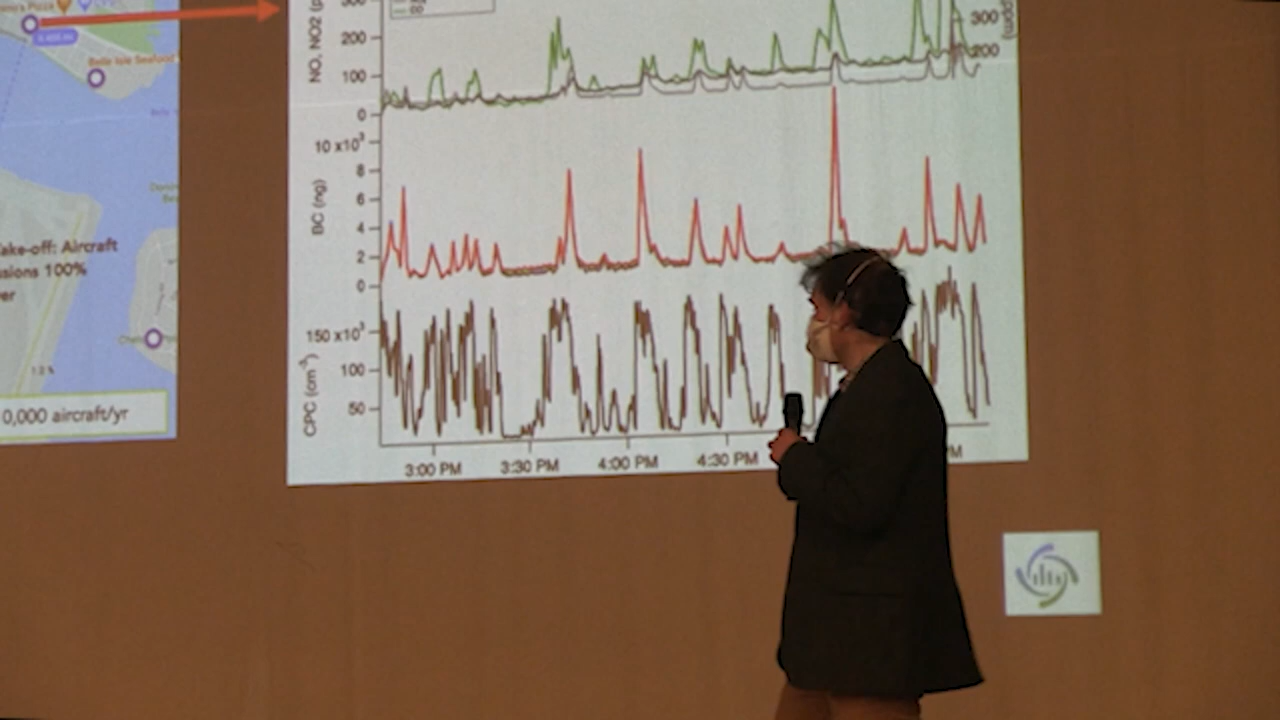 Belle Isle Seafood
ake-off: Aircraft
sions 100%
er
0,000 aircraft/yr
NO, NO2 (p
300
200
100
0
300
200
BC (ng)
10 x10³
8
6
4
2
0
CPC (cm⁻³)
150 x10³
100
50
3:00 PM
3:30 PM
4:00 PM
4:30 PM